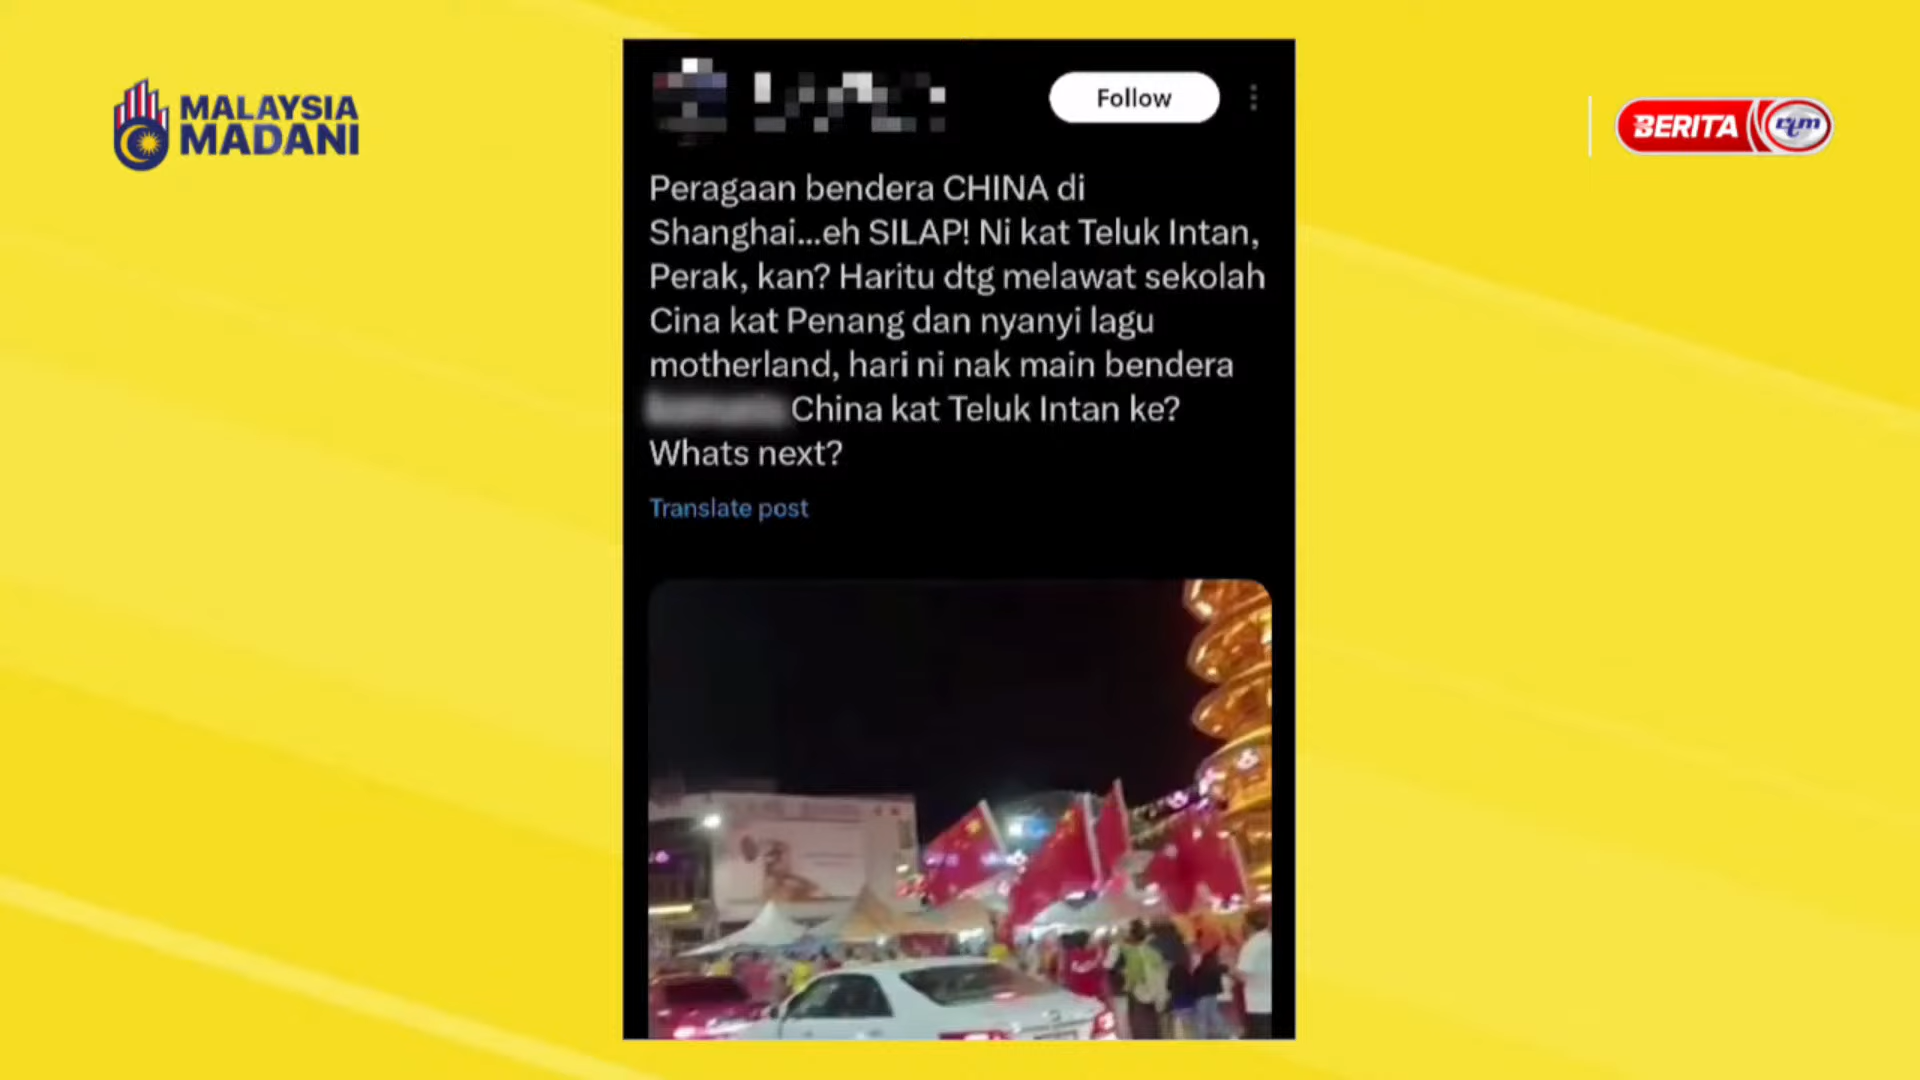 MALAYSIA
MADANI
BERITA rtm
Follow
Peragaan bendera CHINA di
Shanghai...eh SILAP! Ni kat Teluk Intan,
Perak, kan? Haritu dtg melawat sekolah
Cina kat Penang dan nyanyi lagu
motherland, hari ni nak main bendera
China kat Teluk Intan ke?
Whats next?
Translate post